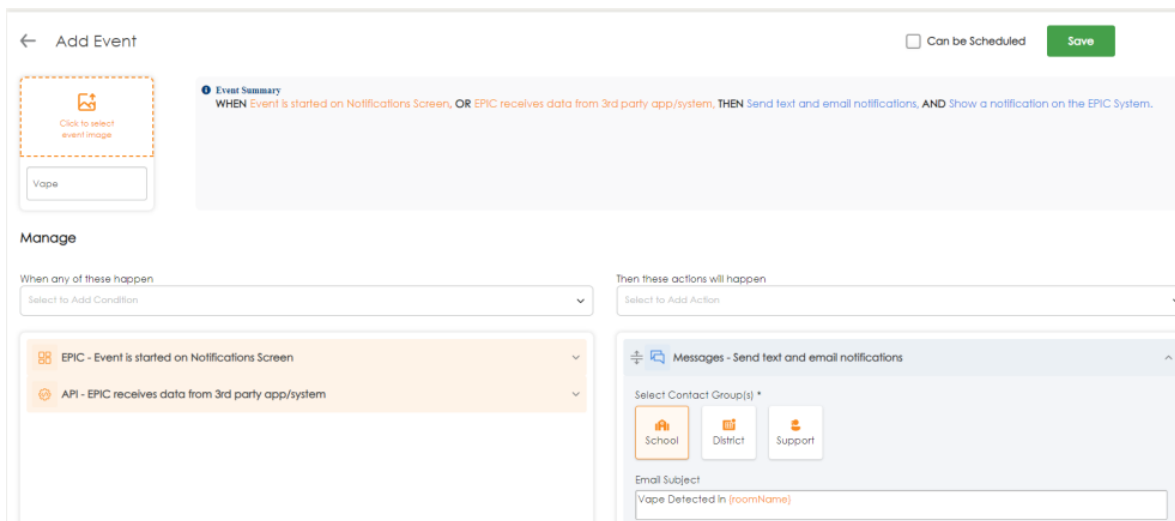 Add Event
Can be Scheduled
Save
Click to select
event image
Vape
Event Summary
WHEN Event is started on Notifications Screen, OR EPIC receives data from 3rd party app/system, THEN Send text and email notifications, AND Show a notification on the EPIC System.
Manage
When any of these happen
Select to Add Condition
EPIC - Event is started on Notifications Screen
API - EPIC receives data from 3rd party app/system
Then these actions will happen
Select to Add Action
Messages - Send text and email notifications
Select Contact Group(s) *
School
District
Support
Email Subject
Vape Detected in {roomName}